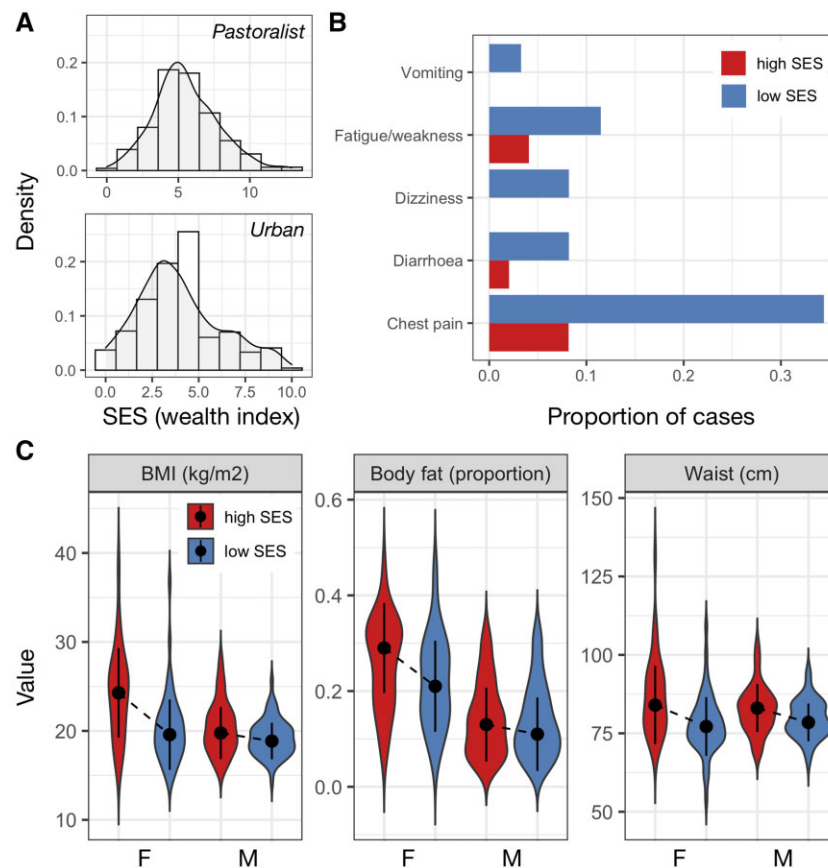 A
Pastoralist
0.2
0.1
0.0
0
5
10
Density
Urban
0.2
0.1
0.0
0.0
2.5
5.0
7.5
10.0
SES (wealth index)
B
high SES
low SES
Vomiting
Fatigue/weakness
Dizziness
Diarrhoea
Chest pain
0.0
0.1
0.2
0.3
Proportion of cases
C
Value
BMI (kg/m2)
high SES
low SES
40
30
20
10
F
M
Body fat (proportion)
0.6
0.4
0.2
0.0
F
M
Waist (cm)
150
125
100
75
50
F
M